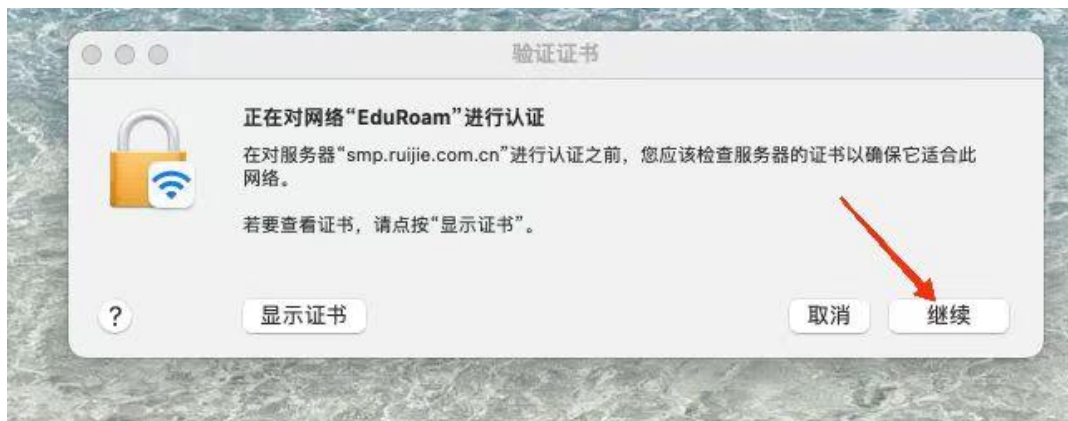 验证证书
正在对网络“EduRoam”进行认证
在对服务器“smp.ruijie.com.cn”进行认证之前，您应该检查服务器的证书以确保它适合此
网络。
若要查看证书，请点按“显示证书”。
?
显示证书
取消
继续